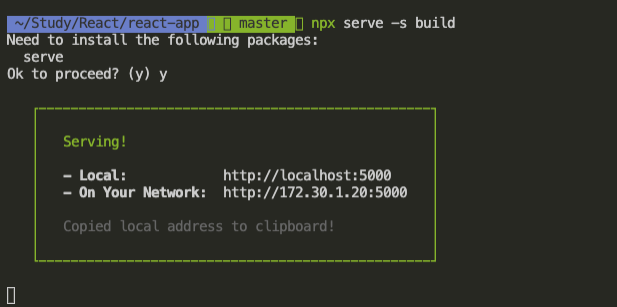 ~/Study/React/react-app master npx serve -s build
Need to install the following packages:
serve
Ok to proceed? (y) y
Serving!
- Local: http://localhost:5000
- On Your Network: http://172.30.1.20:5000
Copied local address to clipboard!